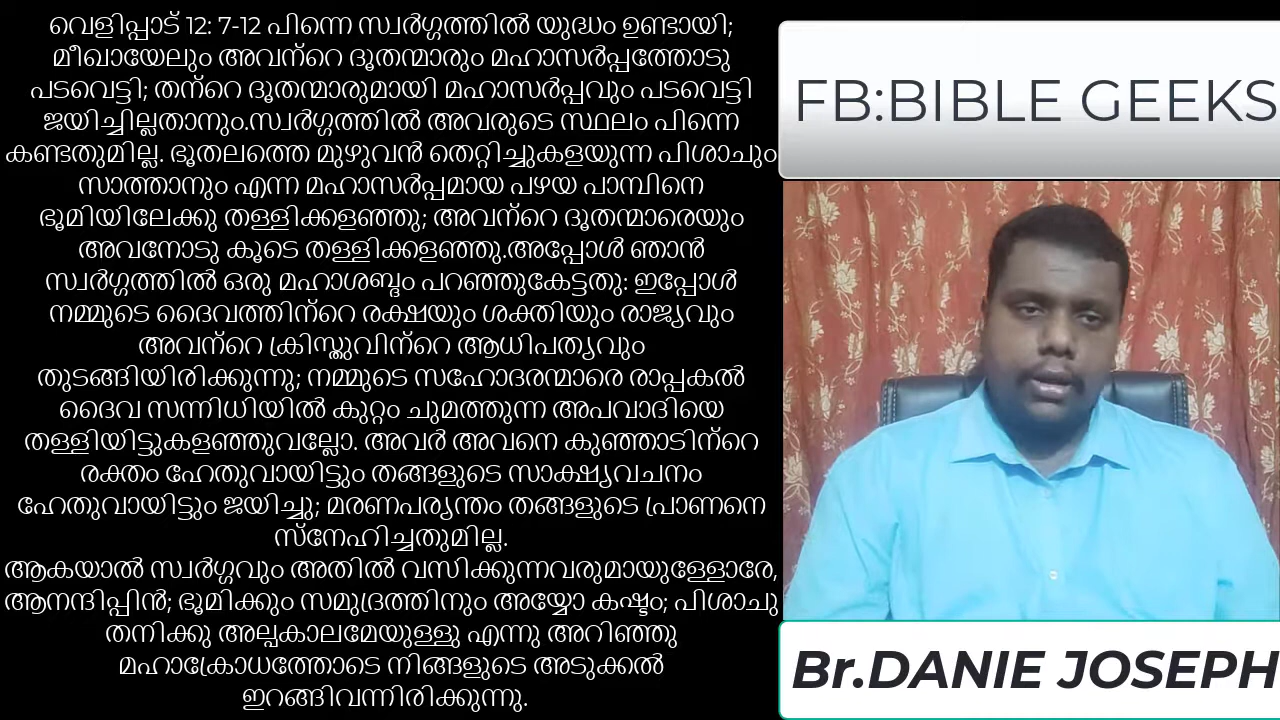 വെളിപ്പാട് 12: 7-12 പിന്നെ സ്വർഗ്ഗത്തിൽ യുദ്ധം ഉണ്ടായി;
മീഖായേലും അവന്റെ ദൂതന്മാരും മഹാസർപ്പത്തോടു
പടവെട്ടി; തന്റെ ദൂതന്മാരുമായി മഹാസർപ്പവും പടവെട്ടി
ജയിച്ചില്ലതാനും.സ്വർഗ്ഗത്തിൽ അവരുടെ സ്ഥലം പിന്നെ
കണ്ടതുമില്ല. ഭൂതലത്തെ മുഴുവൻ തെറ്റിച്ചുകളയുന്ന പിശാചും
സാത്താനും എന്ന മഹാസർപ്പമായ പഴയ പാമ്പിനെ
ഭൂമിയിലേക്കു തള്ളിക്കളഞ്ഞു; അവന്റെ ദൂതന്മാരെയും
അവനോടു കൂടെ തള്ളിക്കളഞ്ഞു.അപ്പോൾ ഞാൻ
സ്വർഗ്ഗത്തിൽ ഒരു മഹാശബ്ദം പറഞ്ഞുകേട്ടതു: ഇപ്പോൾ
നമ്മുടെ ദൈവത്തിന്റെ രക്ഷയും ശക്തിയും രാജ്യവും
അവന്റെ ക്രിസ്തുവിന്റെ ആധിപത്യവും
തുടങ്ങിയിരിക്കുന്നു; നമ്മുടെ സഹോദരന്മാരെ രാപ്പകൽ
ദൈവ സന്നിധിയിൽ കുറ്റം ചുമത്തുന്ന അപവാദിയെ
തള്ളിയിട്ടുകളഞ്ഞുവല്ലോ. അവർ അവനെ കുഞ്ഞാടിന്റെ
രക്തം ഹേതുവായിട്ടും തങ്ങളുടെ സാക്ഷ്യവചനം
ഹേതുവായിട്ടും ജയിച്ചു; മരണപര്യന്തം തങ്ങളുടെ പ്രാണനെ
സ്നേഹിച്ചതുമില്ല.
ആകയാൽ സ്വർഗ്ഗവും അതിൽ വസിക്കുന്നവരുമായുള്ളോരേ,
ആനന്ദിപ്പിൻ; ഭൂമിക്കും സമുദ്രത്തിനും അയ്യോ കഷ്ടം; പിശാചു
തനിക്കു അല്പകാലമേയുള്ളു എന്നു അറിഞ്ഞു
മഹാക്രോധത്തോടെ നിങ്ങളുടെ അടുക്കൽ
ഇറങ്ങിവന്നിരിക്കുന്നു.
FB:BIBLE GEEKS
Br.DANIE JOSEPH